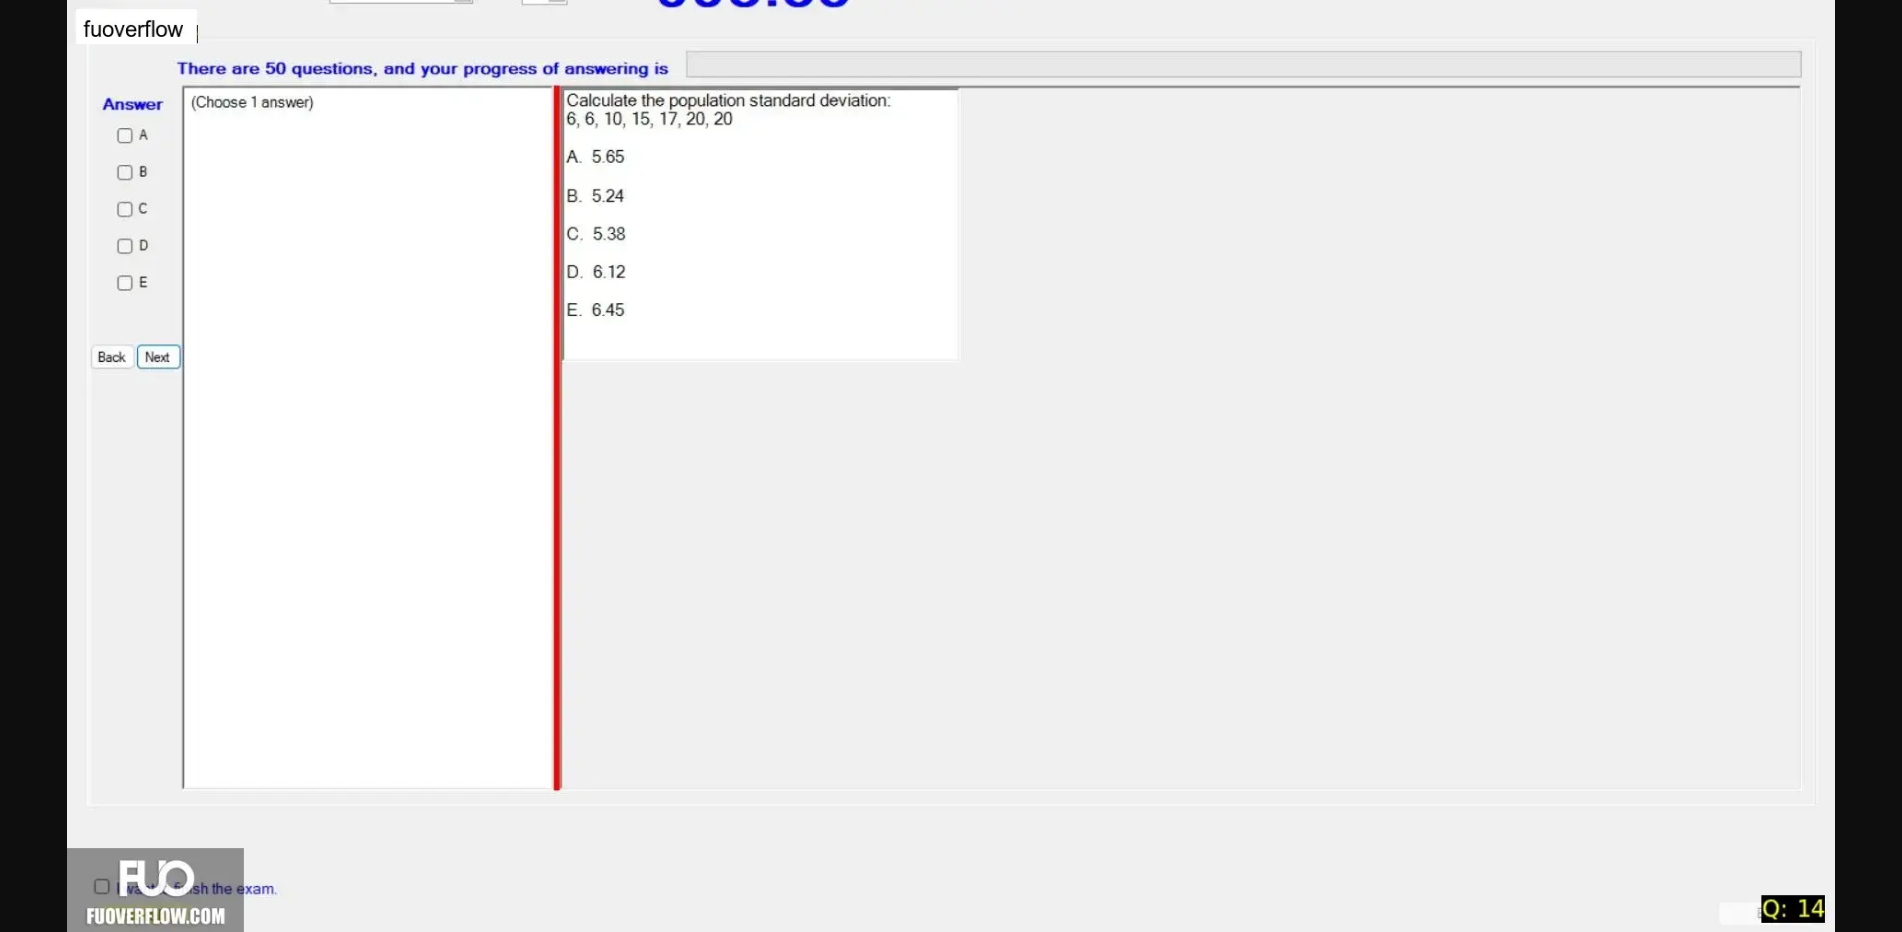 fuoverflow
There are 50 questions, and your progress of answering is
Answer
(Choose 1 answer)
A
B
C
D
E
Back Next
Calculate the population standard deviation:
6, 6, 10, 15, 17, 20, 20
A. 5.65
B. 5.24
C. 5.38
D. 6.12
E. 6.45
FUO
sh the exam.
FUOVERFLOW.COM
Q: 14